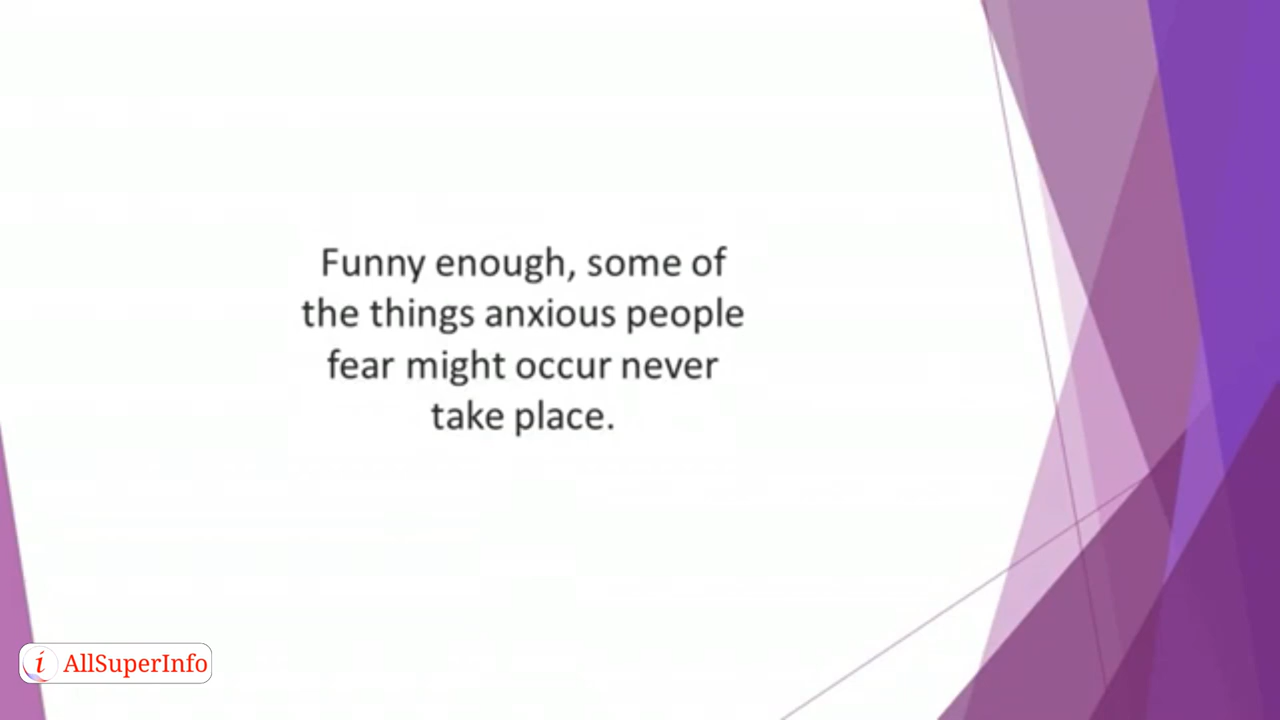 Funny enough, some of
the things anxious people
fear might occur never
take place.
i AllSuperInfo